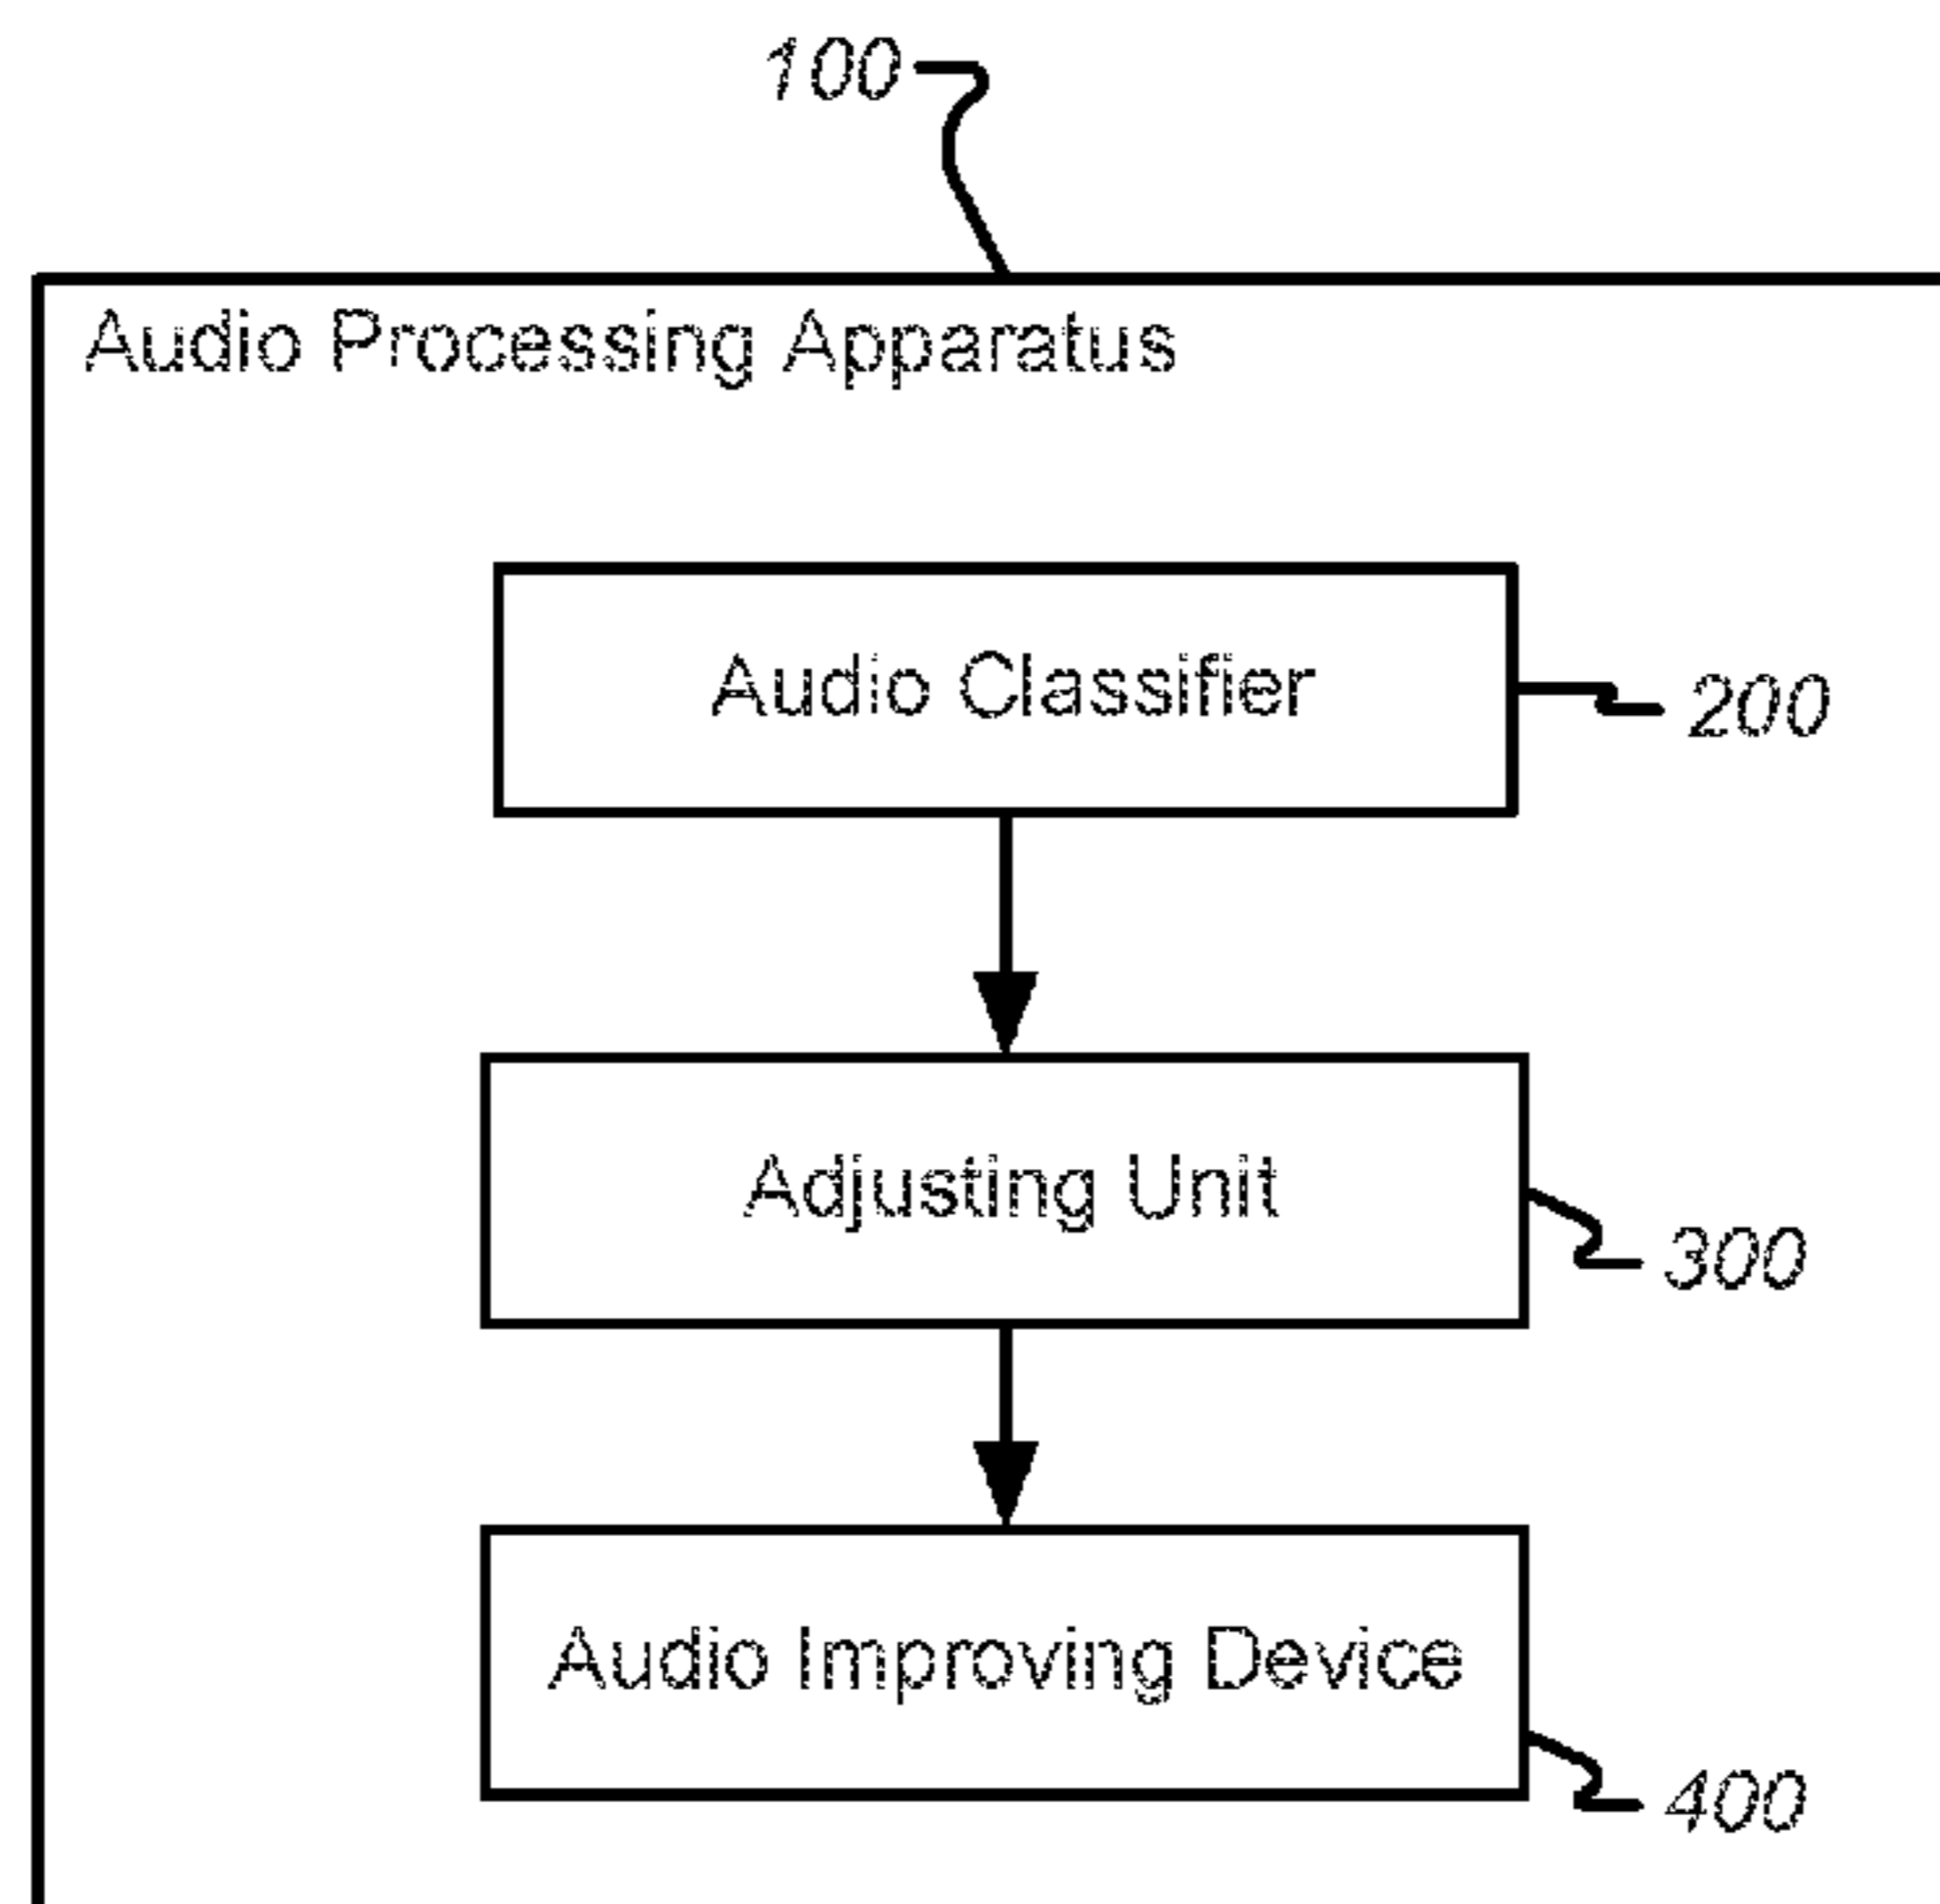 100
Audio Processing Apparatus
Audio Classifier
200
Adjusting Unit
300
Audio Improving Device
400